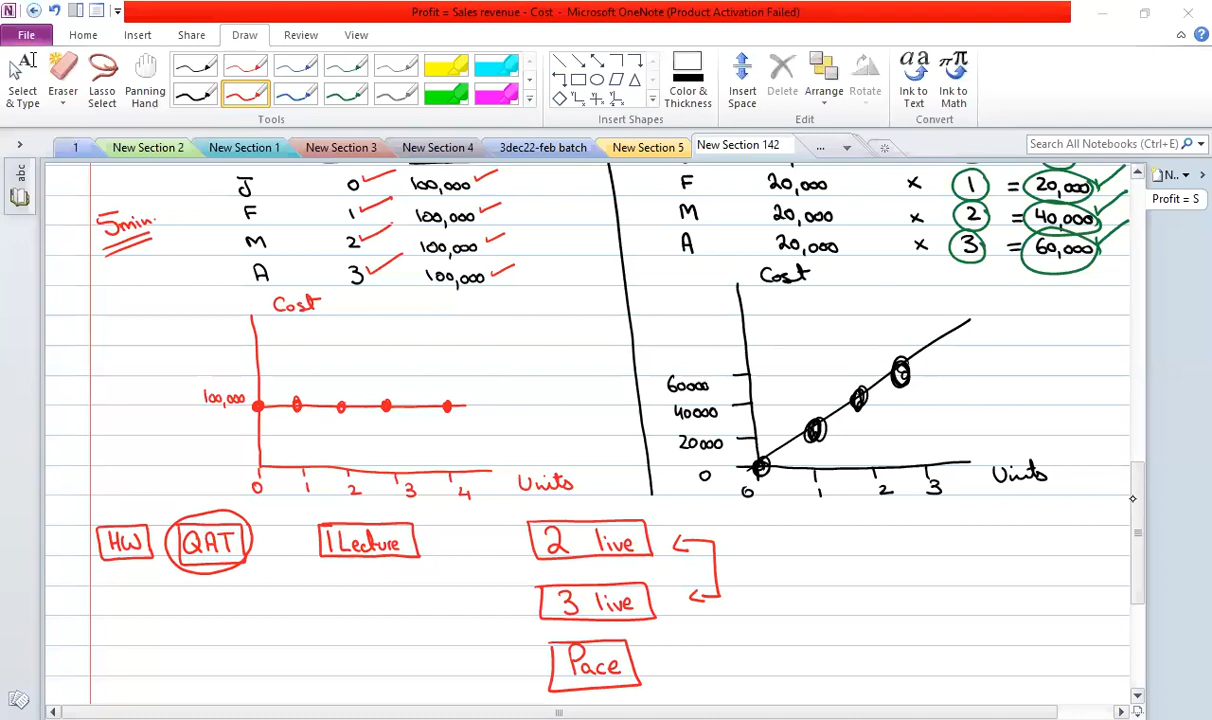 Profit = Sales revenue - Cost - Microsoft OneNote (Product Activation Failed)
File Home Insert Share Draw Review View
Select & Type
Eraser
Lasso Select
Panning Hand
Color & Thickness
Insert Space
Delete
Arrange
Rotate
Ink to Text
Ink to Math
Tools
Insert Shapes
Edit
Convert
1 New Section 2 New Section 1 New Section 3 New Section 4 3dec22-feb batch New Section 5 New Section 142 ...
Search All Notebooks (Ctrl+E)
abc
N..
Profit = S
J 0 100,000
F 1 100,000
M 2 100,000
A 3 100,000
5min.
F 20,000 x 1 = 20,000
M 20,000 x 2 = 40,000
A 20,000 x 3 = 60,000
Cost
100,000
0 1 2 3 4 Units
Cost
60000
40000
20000
0
0 1 2 3 Units
HW QAT 1 Lecture 2 live
3 live
Pace